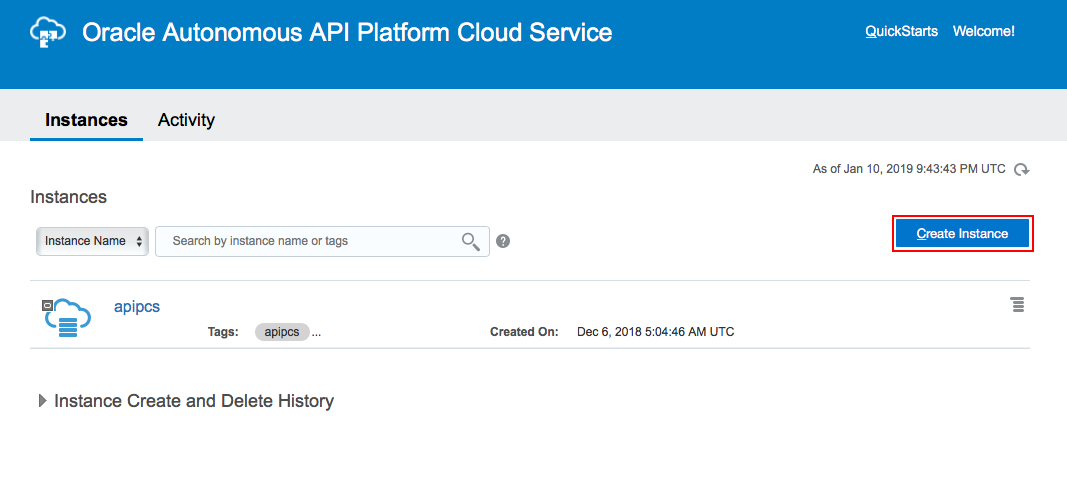 Oracle Autonomous API Platform Cloud Service
QuickStarts Welcome!
Instances Activity
As of Jan 10, 2019 9:43:43 PM UTC
Instances
Instance Name Search by instance name or tags ?
Create Instance
apipcs
Tags: apipcs ... Created On: Dec 6, 2018 5:04:46 AM UTC
Instance Create and Delete History